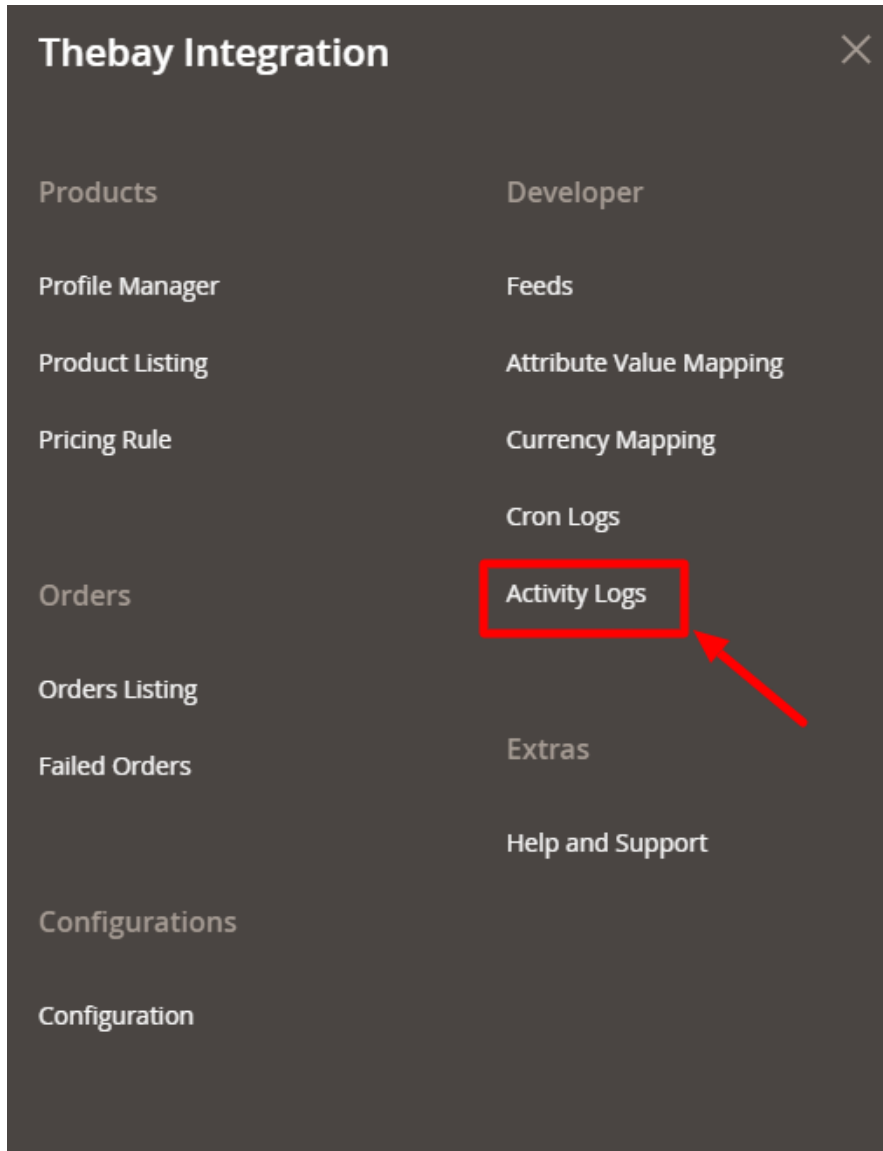 Thebay Integration
Products
Profile Manager
Product Listing
Pricing Rule
Orders
Orders Listing
Failed Orders
Configurations
Configuration
Developer
Feeds
Attribute Value Mapping
Currency Mapping
Cron Logs
Activity Logs
Extras
Help and Support